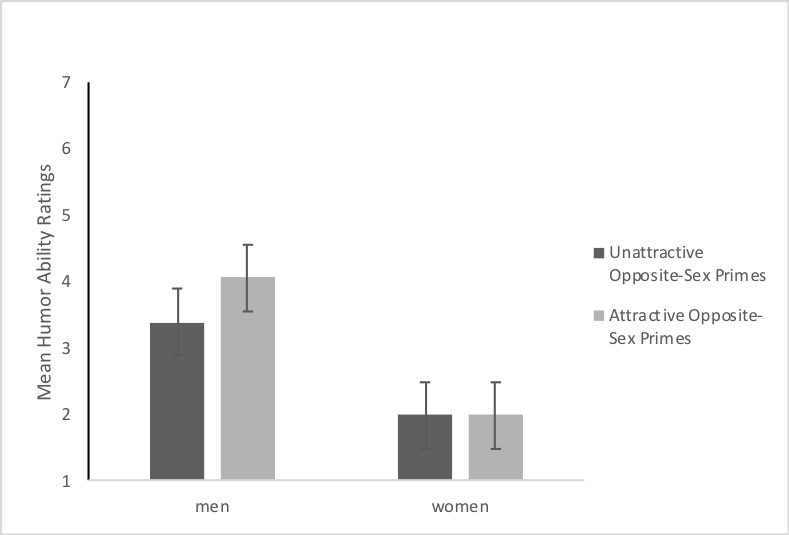 7
6
5
4
3
2
1
Mean Humor Ability Ratings
men
women
Unattractive
Opposite-Sex Primes
Attractive Opposite-
Sex Primes